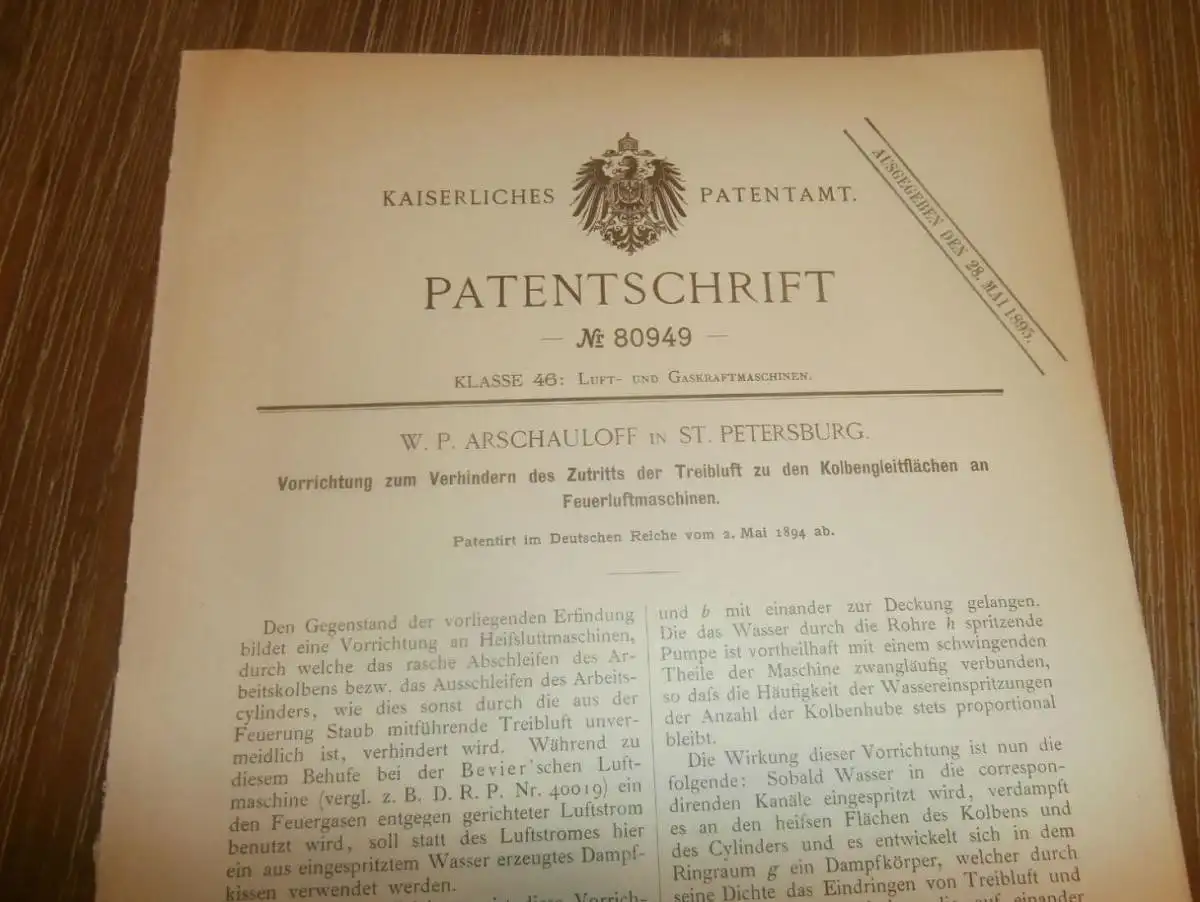 KAISERLICHES PATENTAMT.
AUSGEGEBEN DEN 28. MAI 1895.
PATENTSCHRIFT
— № 80949 —
KLASSE 46: LUFT- UND GASKRAFTMASCHINEN.
W. P. ARSCHAULOFF IN ST. PETERSBURG.
Vorrichtung zum Verhindern des Zutritts der Treibluft zu den Kolbengleitflächen an
Feuerluftmaschinen.
Patentirt im Deutschen Reiche vom 2. Mai 1894 ab.
Den Gegenstand der vorliegenden Erfindung
bildet eine Vorrichtung an Heifsluftmaschinen,
durch welche das rasche Abschleifen des Ar-
beitskolbens bezw. das Ausschleifen des Arbeits-
cylinders, wie dies sonst durch die aus der
Feuerung Staub mitführende Treibluft unver-
meidlich ist, verhindert wird. Während zu
diesem Behufe bei der Bevier'schen Luft-
maschine (vergl. z. B. D. R. P. Nr. 40019) ein
den Feuergasen entgegen gerichteter Luftstrom
benutzt wird, soll statt des Luftstromes hier
ein aus eingespritztem Wasser erzeugtes Dampf-
kissen verwendet werden.
und b mit einander zur Deckung gelangen.
Die das Wasser durch die Rohre h spritzende
Pumpe ist vortheilhaft mit einem schwingenden
Theile der Maschine zwangläufig verbunden,
so dafs die Häufigkeit der Wassereinspritzungen
der Anzahl der Kolbenhube stets proportional
bleibt.
Die Wirkung dieser Vorrichtung ist nun die
folgende: Sobald Wasser in die correspon-
direnden Kanäle eingespritzt wird, verdampft
es an den heifsen Flächen des Kolbens und
des Cylinders und es entwickelt sich in dem
Ringraum g ein Dampfkörper, welcher durch
seine Dichte das Eindringen von Treibluft und